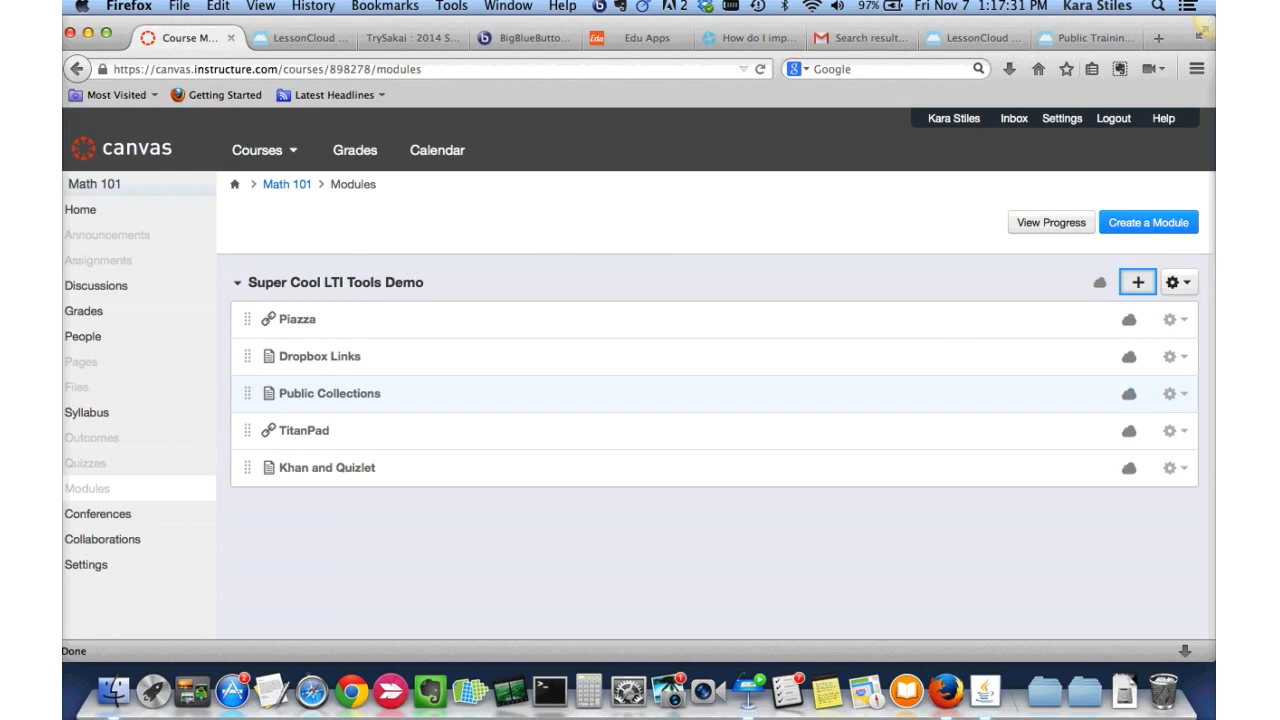 Firefox File Edit View History Bookmarks Tools Window Help 2 97% Fri Nov 7 1:17:31 PM Kara Stiles
Course M... LessonCloud ... TrySakai : 2014 S... BigBlueButto... Edu Apps How do I imp... Search result... LessonCloud ... Public Trainin...
https://canvas.instructure.com/courses/898278/modules Google
Most Visited Getting Started Latest Headlines
Kara Stiles Inbox Settings Logout Help
canvas Courses Grades Calendar
Math 101 > Modules
Math 101
Home
Announcements
Assignments
Discussions
Grades
People
Pages
Files
Syllabus
Outcomes
Quizzes
Modules
Conferences
Collaborations
Settings
View Progress Create a Module
Super Cool LTI Tools Demo
Piazza
Dropbox Links
Public Collections
TitanPad
Khan and Quizlet
Done